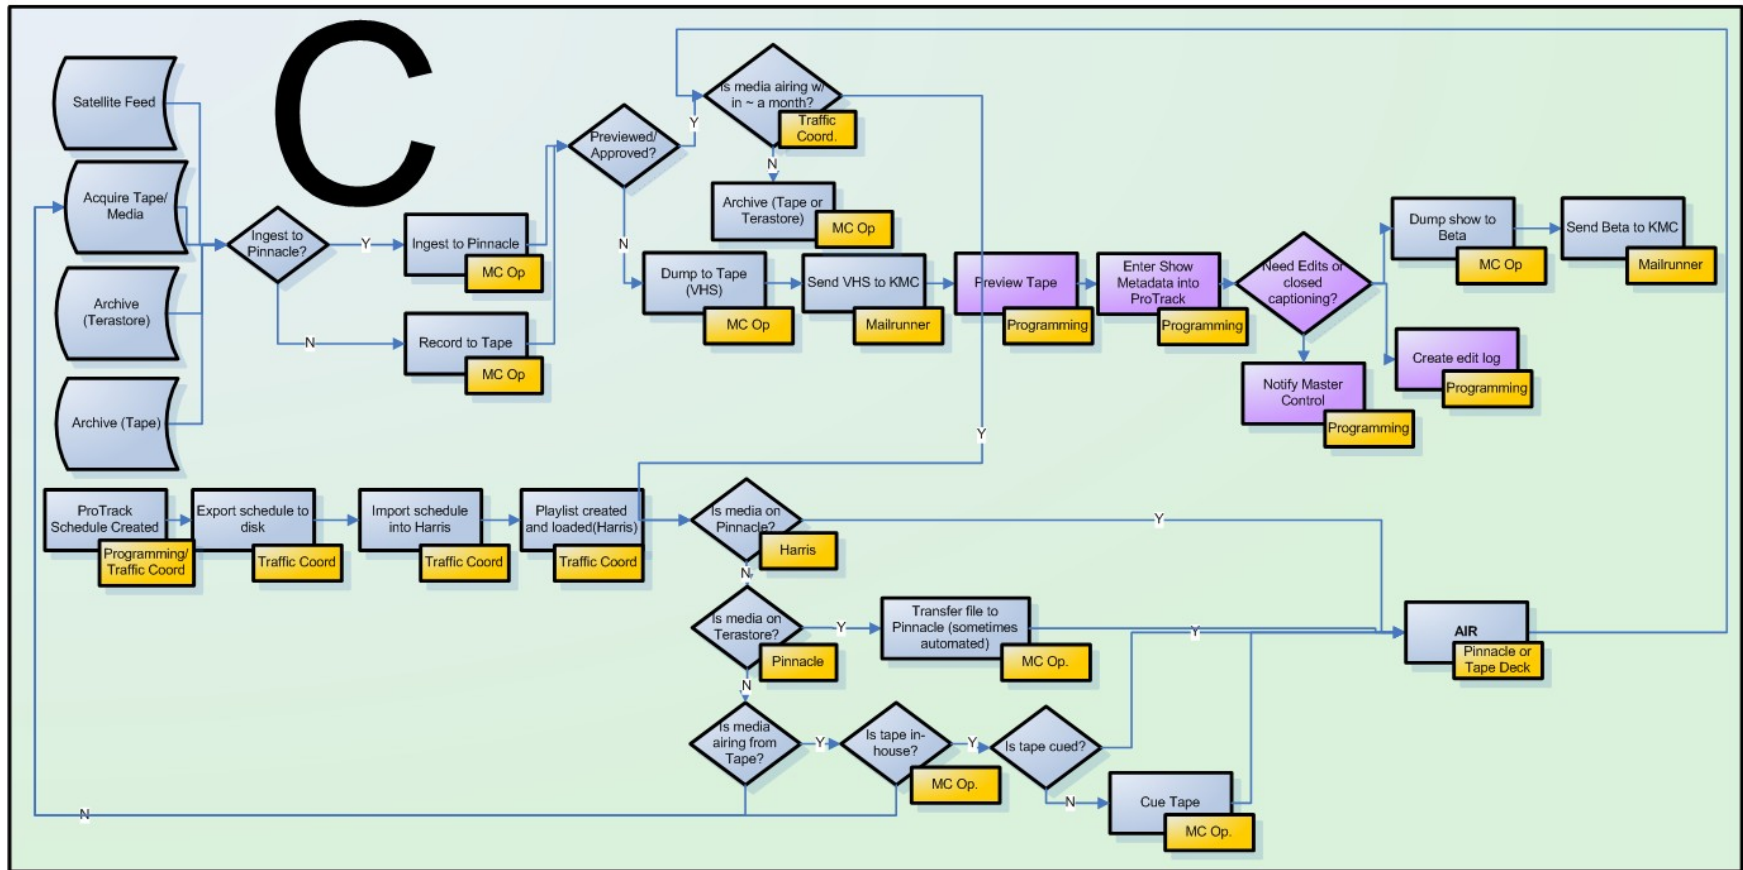 C
Satellite Feed
Acquire Tape/
Media
Archive
(Terastore)
Archive (Tape)
Ingest to
Pinnacle?
Y
Ingest to Pinnacle
MC Op
N
Record to Tape
MC Op
Previewed/
Approved?
Y
Is media airing w/
in ~ a month?
Traffic
Coord.
N
Archive (Tape or
Terastore)
MC Op
N
Dump to Tape
(VHS)
MC Op
Send VHS to KMC
Mailrunner
Preview Tape
Programming
Enter Show
Metadata into
ProTrack
Programming
Need Edits or
closed
captioning?
Dump show to
Beta
MC Op
Send Beta to KMC
Mailrunner
Create edit log
Programming
Notify Master
Control
Programming
Y
ProTrack
Schedule Created
Programming/
Traffic Coord
Export schedule to
disk
Traffic Coord
Import schedule
into Harris
Traffic Coord
Playlist created
and loaded(Harris)
Traffic Coord
Is media on
Pinnacle?
Harris
Y
N
Is media on
Terastore?
Pinnacle
Y
Transfer file to
Pinnacle (sometimes
automated)
MC Op.
Y
AIR
Pinnacle or
Tape Deck
N
Is media
airing from
Tape?
Y
Is tape in-
house?
MC Op.
Y
Is tape cued?
N
Cue Tape
MC Op.
N